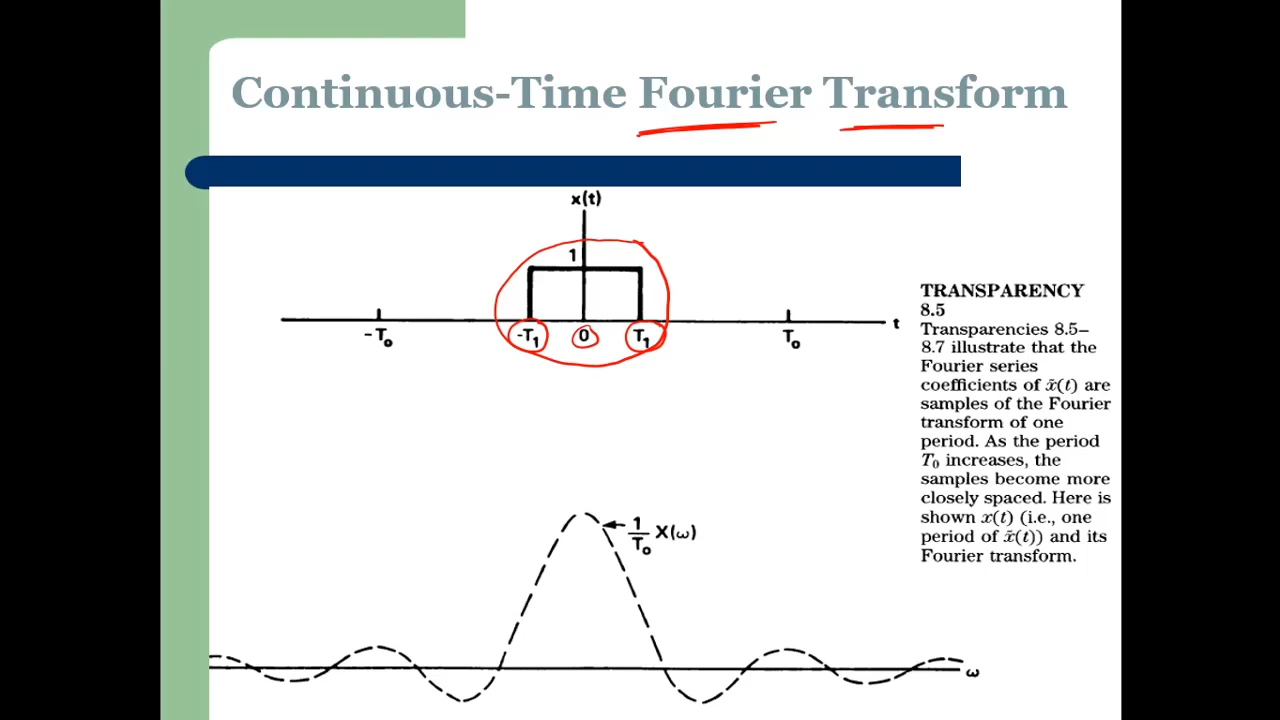 Continuous-Time Fourier Transform
x(t)
1
-T₀ -T₁ 0 T₁ T₀ t
TRANSPARENCY
8.5
Transparencies 8.5–
8.7 illustrate that the
Fourier series
coefficients of x̃(t) are
samples of the Fourier
transform of one
period. As the period
T₀ increases, the
samples become more
closely spaced. Here is
shown x(t) (i.e., one
period of x̃(t)) and its
Fourier transform.
1/T₀ X(ω)
ω